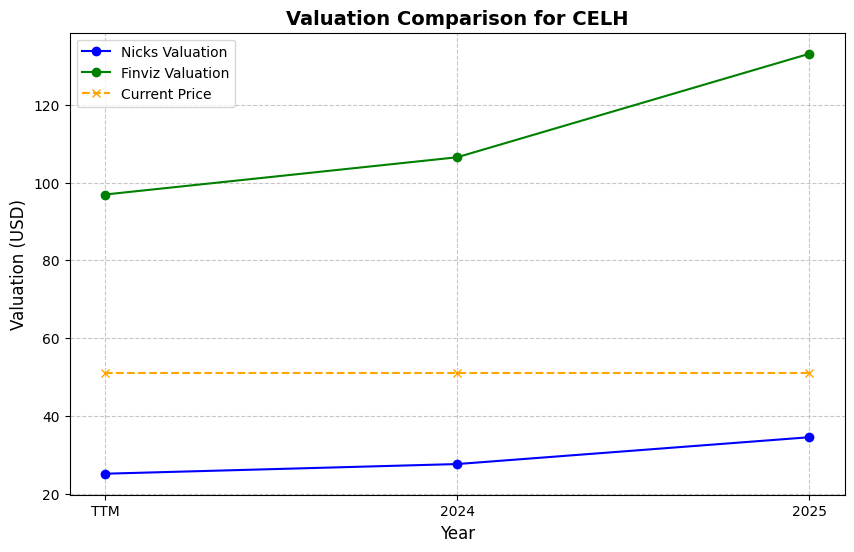 Valuation Comparison for CELH
Nicks Valuation
Finviz Valuation
Current Price
Valuation (USD)
120
100
80
60
40
20
TTM
2024
2025
Year